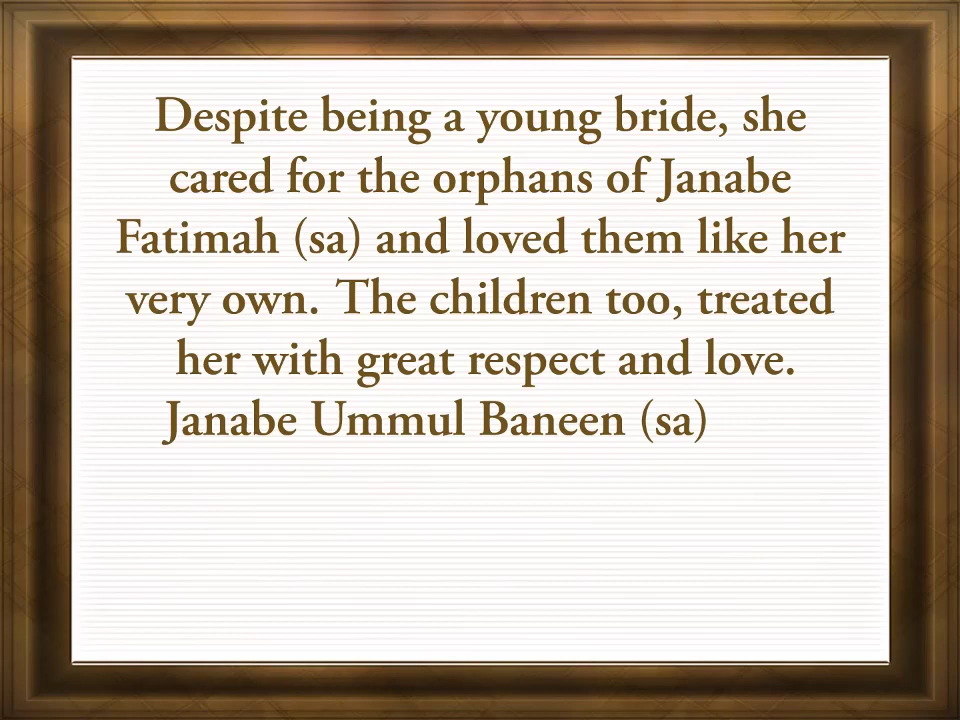 Despite being a young bride, she
cared for the orphans of Janabe
Fatimah (sa) and loved them like her
very own. The children too, treated
her with great respect and love.
Janabe Ummul Baneen (sa)